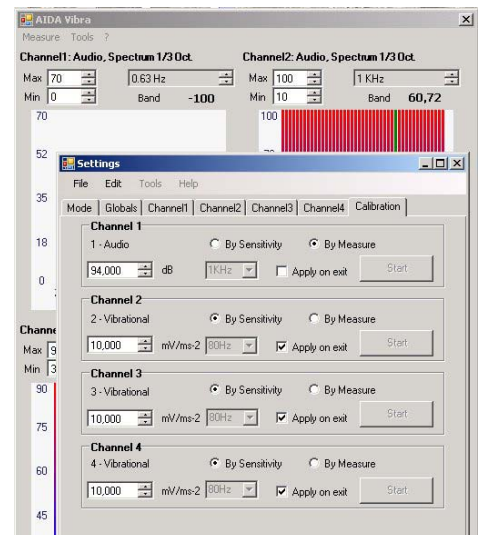 AIDA Vibra
Measure Tools ?
Channel1: Audio, Spectrum 1/3 Oct. Channel2: Audio, Spectrum 1/3 Oct.
Max 70 0.63 Hz Max 100 1 KHz
Min 0 Band -100 Min 10 Band 60,72
70 100
52
Settings
File Edit Tools Help
35
Mode Globals Channel1 Channel2 Channel3 Channel4 Calibration
Channel 1
18
1 - Audio By Sensitivity By Measure
94,000 dB 1KHz Apply on exit Start
0
Channel 2
2 - Vibrational By Sensitivity By Measure
10,000 mV/ms-2 80Hz Apply on exit Start
Max 9
Min 3
Channel 3
90
3 - Vibrational By Sensitivity By Measure
10,000 mV/ms-2 80Hz Apply on exit Start
75
Channel 4
4 - Vibrational By Sensitivity By Measure
60
10,000 mV/ms-2 80Hz Apply on exit Start
45